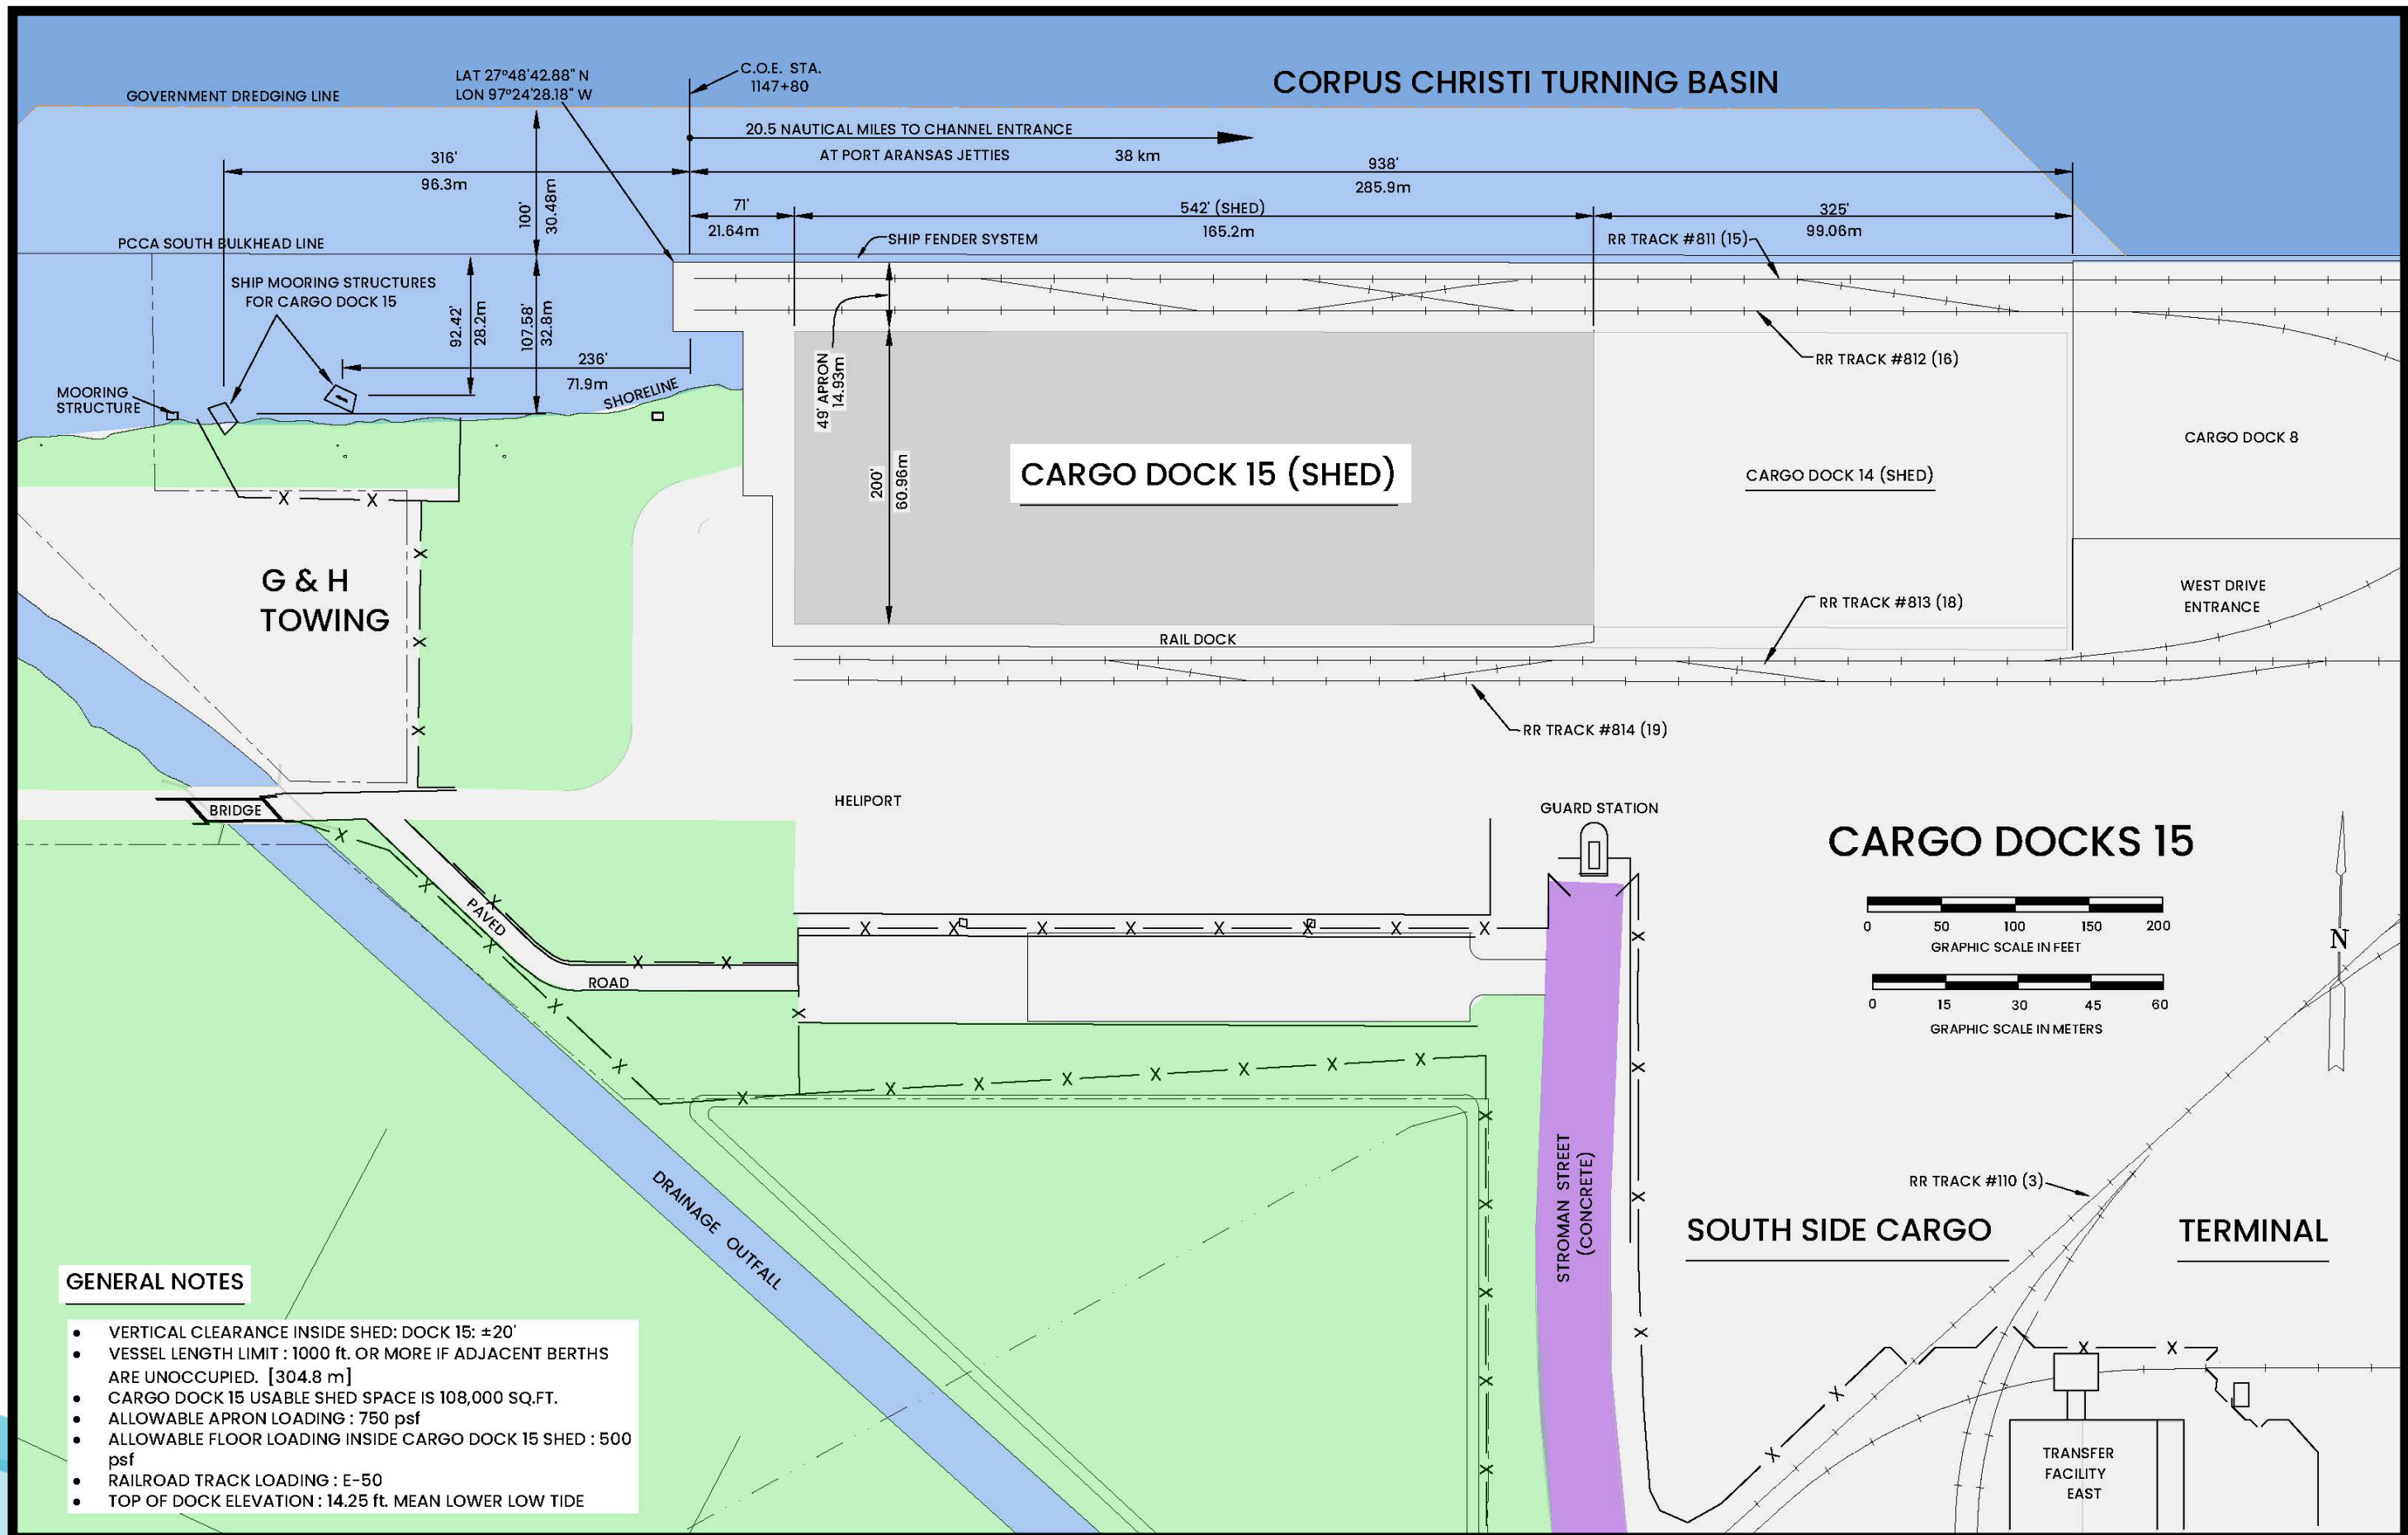 CORPUS CHRISTI TURNING BASIN
LAT 27°48'42.88" N
LON 97°24'28.18" W
C.O.E. STA.
1147+80
GOVERNMENT DREDGING LINE
20.5 NAUTICAL MILES TO CHANNEL ENTRANCE
AT PORT ARANSAS JETTIES
38 km
316'
96.3m
938'
285.9m
100'
30.48m
71'
21.64m
542' (SHED)
165.2m
325'
99.06m
PCCA SOUTH BULKHEAD LINE
SHIP FENDER SYSTEM
RR TRACK #811 (15)
SHIP MOORING STRUCTURES
FOR CARGO DOCK 15
92.42'
28.2m
107.58'
32.8m
236'
71.9m
MOORING
STRUCTURE
SHORELINE
49' APRON
14.93m
RR TRACK #812 (16)
200'
60.96m
CARGO DOCK 15 (SHED)
CARGO DOCK 14 (SHED)
CARGO DOCK 8
G & H
TOWING
WEST DRIVE
ENTRANCE
RR TRACK #813 (18)
RAIL DOCK
RR TRACK #814 (19)
BRIDGE
HELIPORT
GUARD STATION
CARGO DOCKS 15
0 50 100 150 200
GRAPHIC SCALE IN FEET
0 15 30 45 60
GRAPHIC SCALE IN METERS
N
PAVED
ROAD
DRAINAGE OUTFALL
STROMAN STREET
(CONCRETE)
RR TRACK #110 (3)
SOUTH SIDE CARGO
TERMINAL
TRANSFER
FACILITY
EAST
GENERAL NOTES
• VERTICAL CLEARANCE INSIDE SHED: DOCK 15: ±20'
• VESSEL LENGTH LIMIT : 1000 ft. OR MORE IF ADJACENT BERTHS
ARE UNOCCUPIED. [304.8 m]
• CARGO DOCK 15 USABLE SHED SPACE IS 108,000 SQ.FT.
• ALLOWABLE APRON LOADING : 750 psf
• ALLOWABLE FLOOR LOADING INSIDE CARGO DOCK 15 SHED : 500
psf
• RAILROAD TRACK LOADING : E-50
• TOP OF DOCK ELEVATION : 14.25 ft. MEAN LOWER LOW TIDE